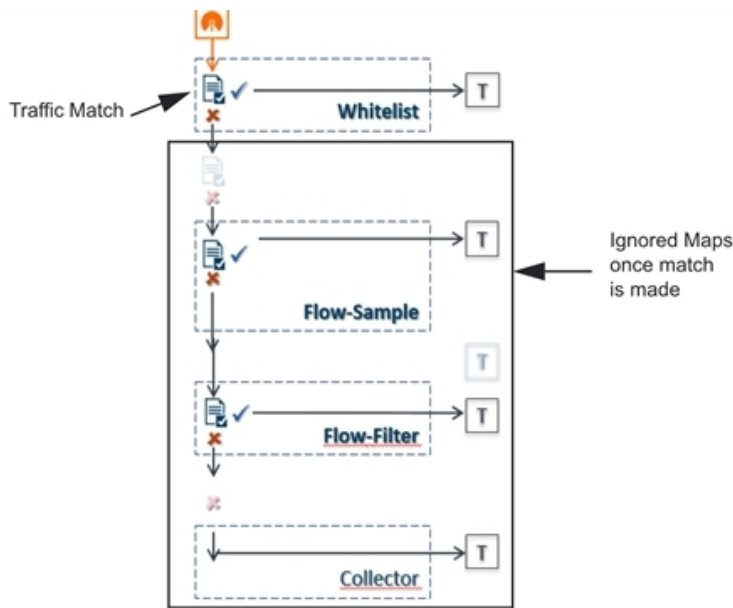 Traffic Match
Whitelist
T
T
Ignored Maps
once match
is made
Flow-Sample
T
T
Flow-Filter
T
Collector